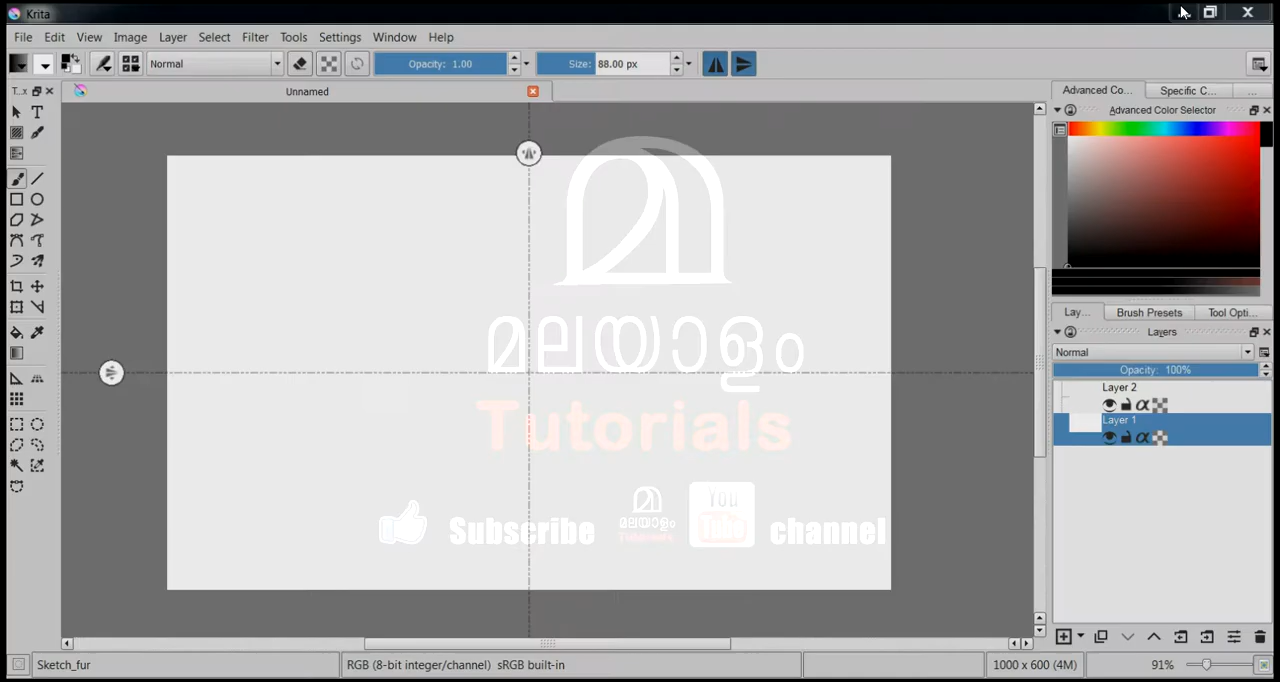 Krita
File Edit View Image Layer Select Filter Tools Settings Window Help
Normal Opacity: 1.00 Size: 88.00 px
T...x Unnamed Advanced Co... Specific C... ...
Advanced Color Selector
മ
മലയാളം
Tutorials
Subscribe മ മലയാളം Tutorials You Tube channel
Lay... Brush Presets Tool Opti...
Layers
Normal
Opacity: 100%
Layer 2
Layer 1
Sketch_fur RGB (8-bit integer/channel) sRGB built-in 1000 x 600 (4M) 91%